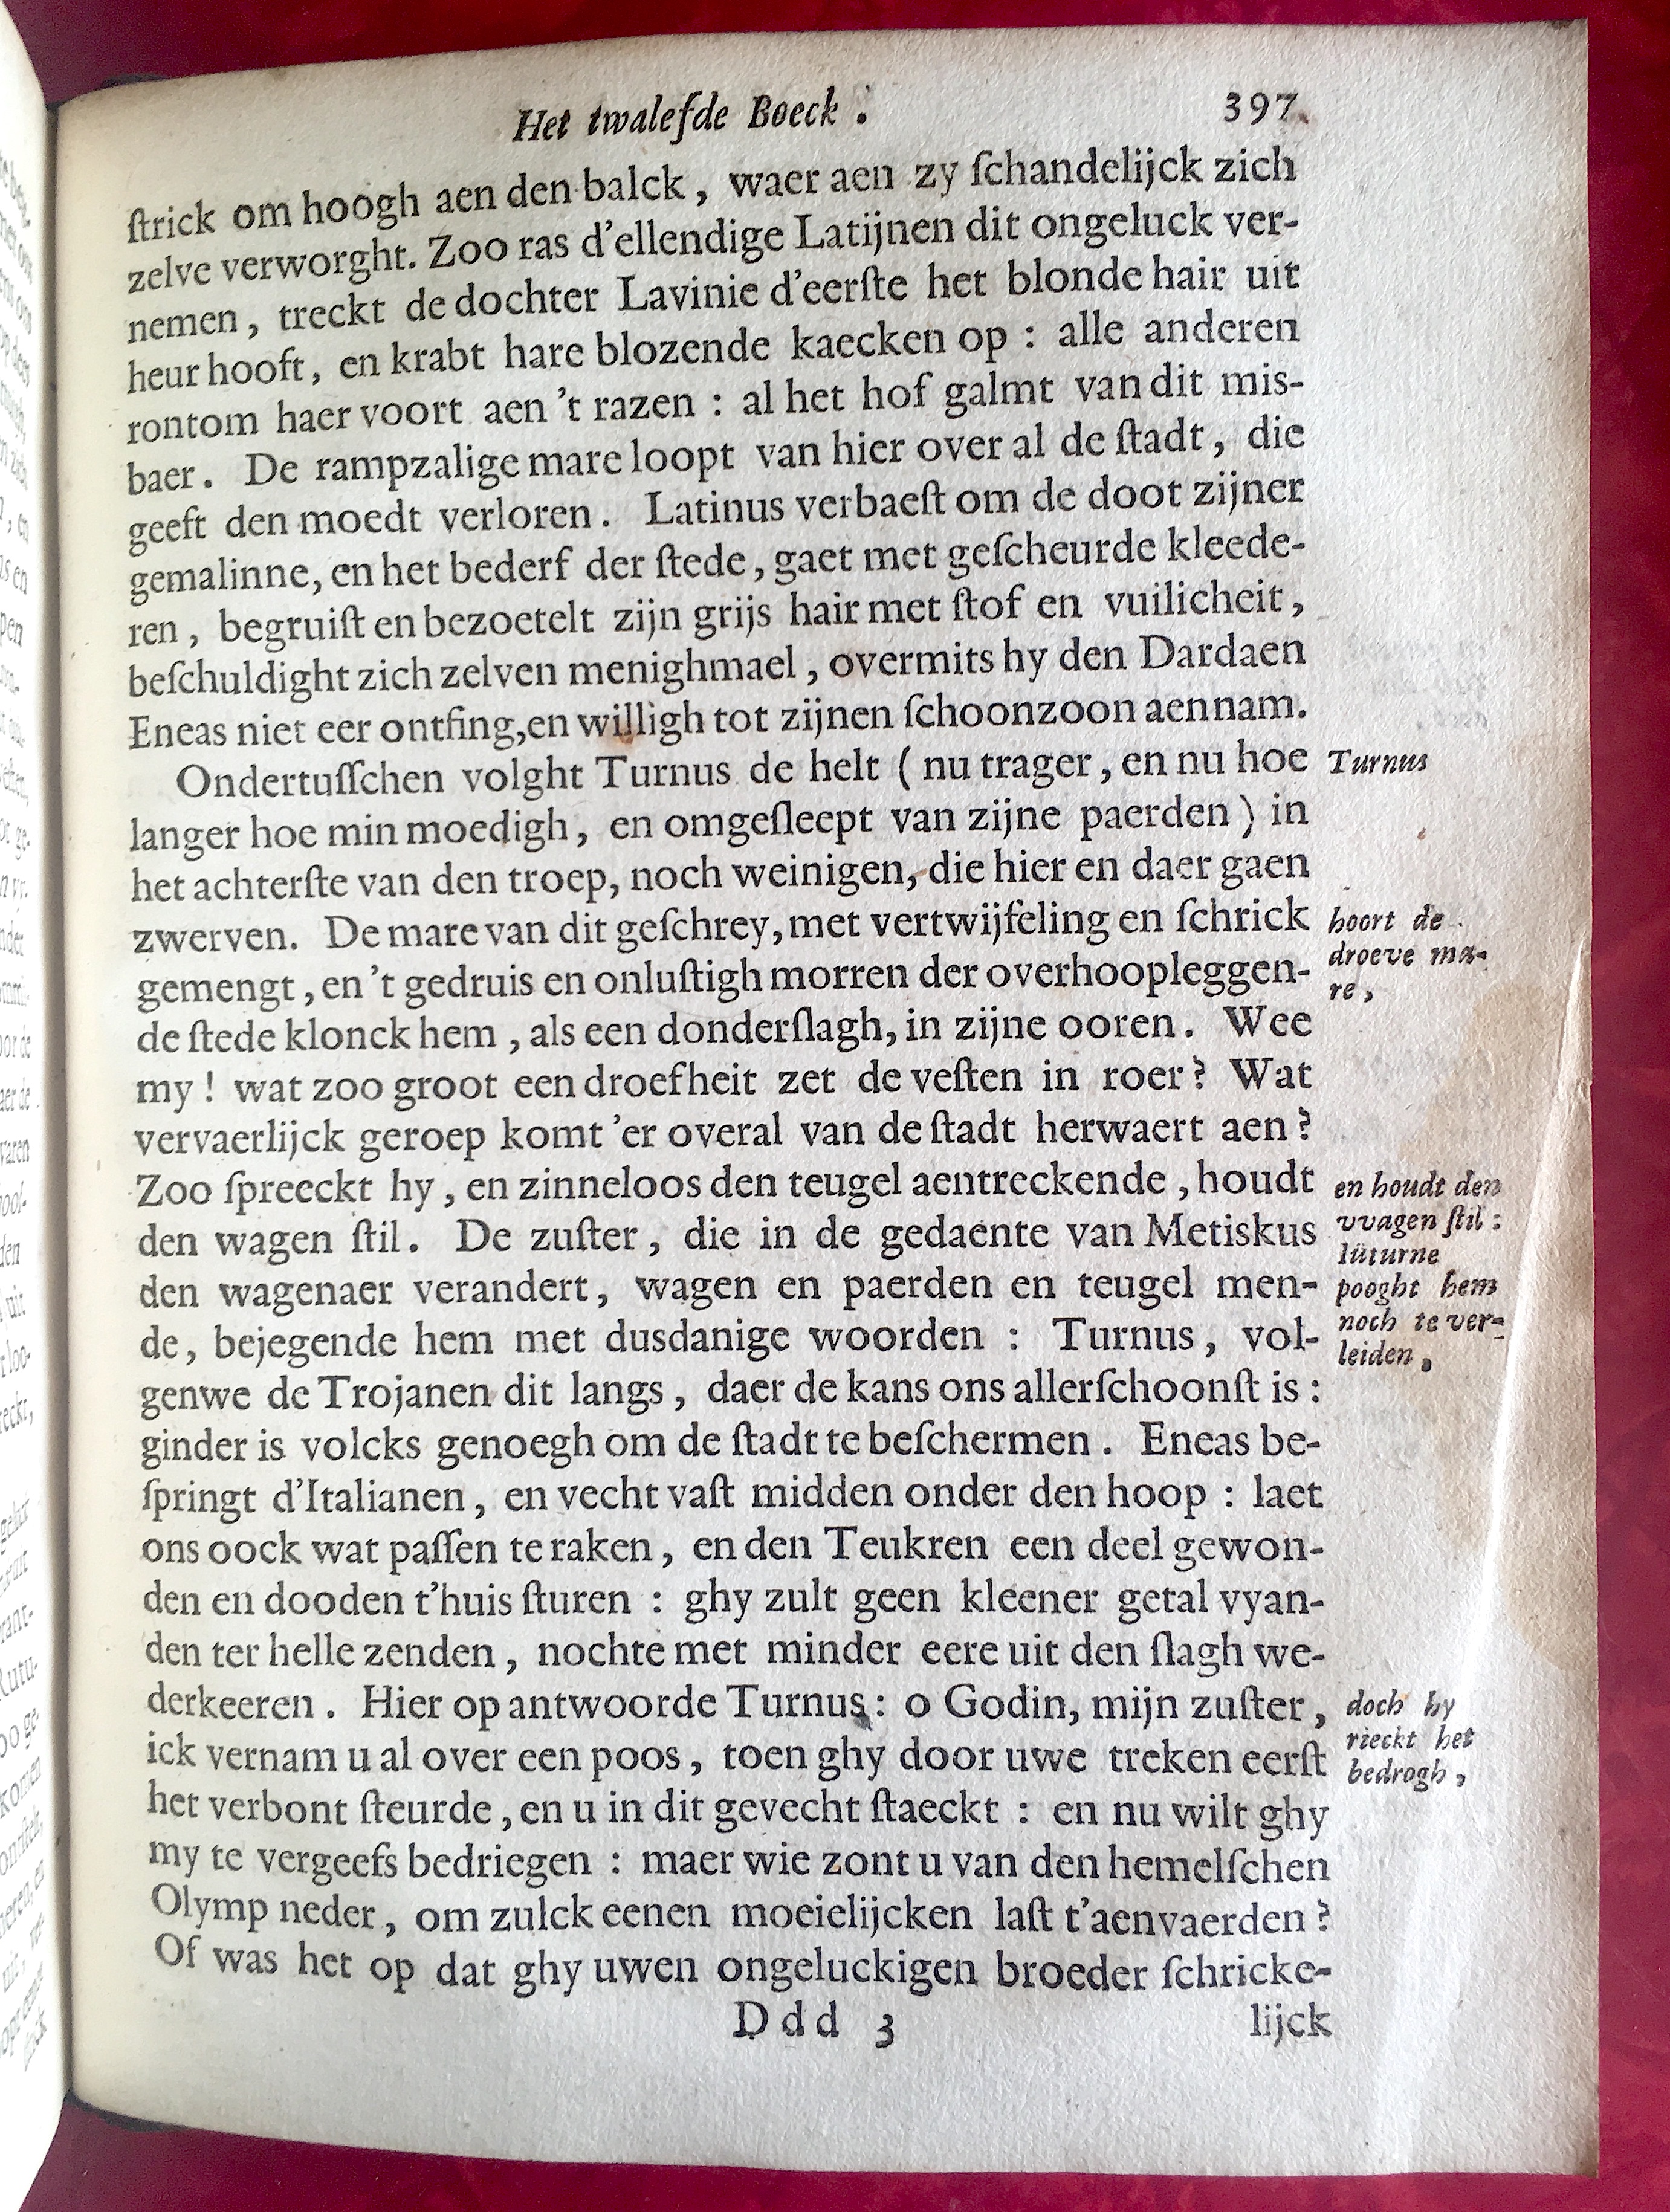 Het twalefde Boeck. 397.
ſtrick om hoogh aen den balck, waer aen zy ſchandelijck zich
zelve verworght. Zoo ras d'ellendige Latijnen dit ongeluck ver-
nemen, treckt de dochter Lavinie d'eerſte het blonde hair uit
heur hooft, en krabt hare blozende kaecken op: alle anderen
rontom haer voort aen 't razen: al het hof galmt van dit mis-
baer. De rampzalige mare loopt van hier over al de ſtadt, die
geeft den moedt verloren. Latinus verbaeſt om de doot zijner
gemalinne, en het bederf der ſtede, gaet met geſcheurde kleede-
ren, begruiſt en bezoetelt zijn grijs hair met ſtof en vuilicheit,
beſchuldight zich zelven menighmael, overmits hy den Dardaen
Eneas niet eer ontfing, en willigh tot zijnen ſchoonzoon aennam.
Ondertuſſchen volght Turnus de helt (nu trager, en nu hoe
Turnus
langer hoe min moedigh, en omgeſleept van zijne paerden) in
het achterſte van den troep, noch weinigen, die hier en daer gaen
zwerven. De mare van dit geſchrey, met vertwijfeling en ſchrick
hoort de
droeve ma-
re,
gemengt, en 't gedruis en onluſtigh morren der overhoopleggen-
de ſtede klonck hem, als een donderſlagh, in zijne ooren. Wee
my! wat zoo groot een droefheit zet de veſten in roer? Wat
vervaerlijck geroep komt 'er overal van de ſtadt herwaert aen?
Zoo ſpreeckt hy, en zinneloos den teugel aentreckende, houdt
en houdt den
vvagen ſtil:
Iüturne
pooght hem
noch te ver-
leiden,
den wagen ſtil. De zuſter, die in de gedaente van Metiskus
den wagenaer verandert, wagen en paerden en teugel men-
de, bejegende hem met dusdanige woorden: Turnus, vol-
genwe de Trojanen dit langs, daer de kans ons allerſchoonſt is:
ginder is volcks genoegh om de ſtadt te beſchermen. Eneas be-
ſpringt d'Italianen, en vecht vaſt midden onder den hoop: laet
ons oock wat paſſen te raken, en den Teukren een deel gewon-
den en dooden t'huis ſturen: ghy zult geen kleener getal vyan-
den ter helle zenden, nochte met minder eere uit den ſlagh we-
derkeeren. Hier op antwoorde Turnus: o Godin, mijn zuſter,
doch hy
rieckt het
bedrogh,
ick vernam u al over een poos, toen ghy door uwe treken eerſt
het verbont ſteurde, en u in dit gevecht ſtaeckt: en nu wilt ghy
my te vergeefs bedriegen: maer wie zont u van den hemelſchen
Olymp neder, om zulck eenen moeielijcken laſt t'aenvaerden?
Of was het op dat ghy uwen ongeluckigen broeder ſchricke-
Ddd 3 lijck